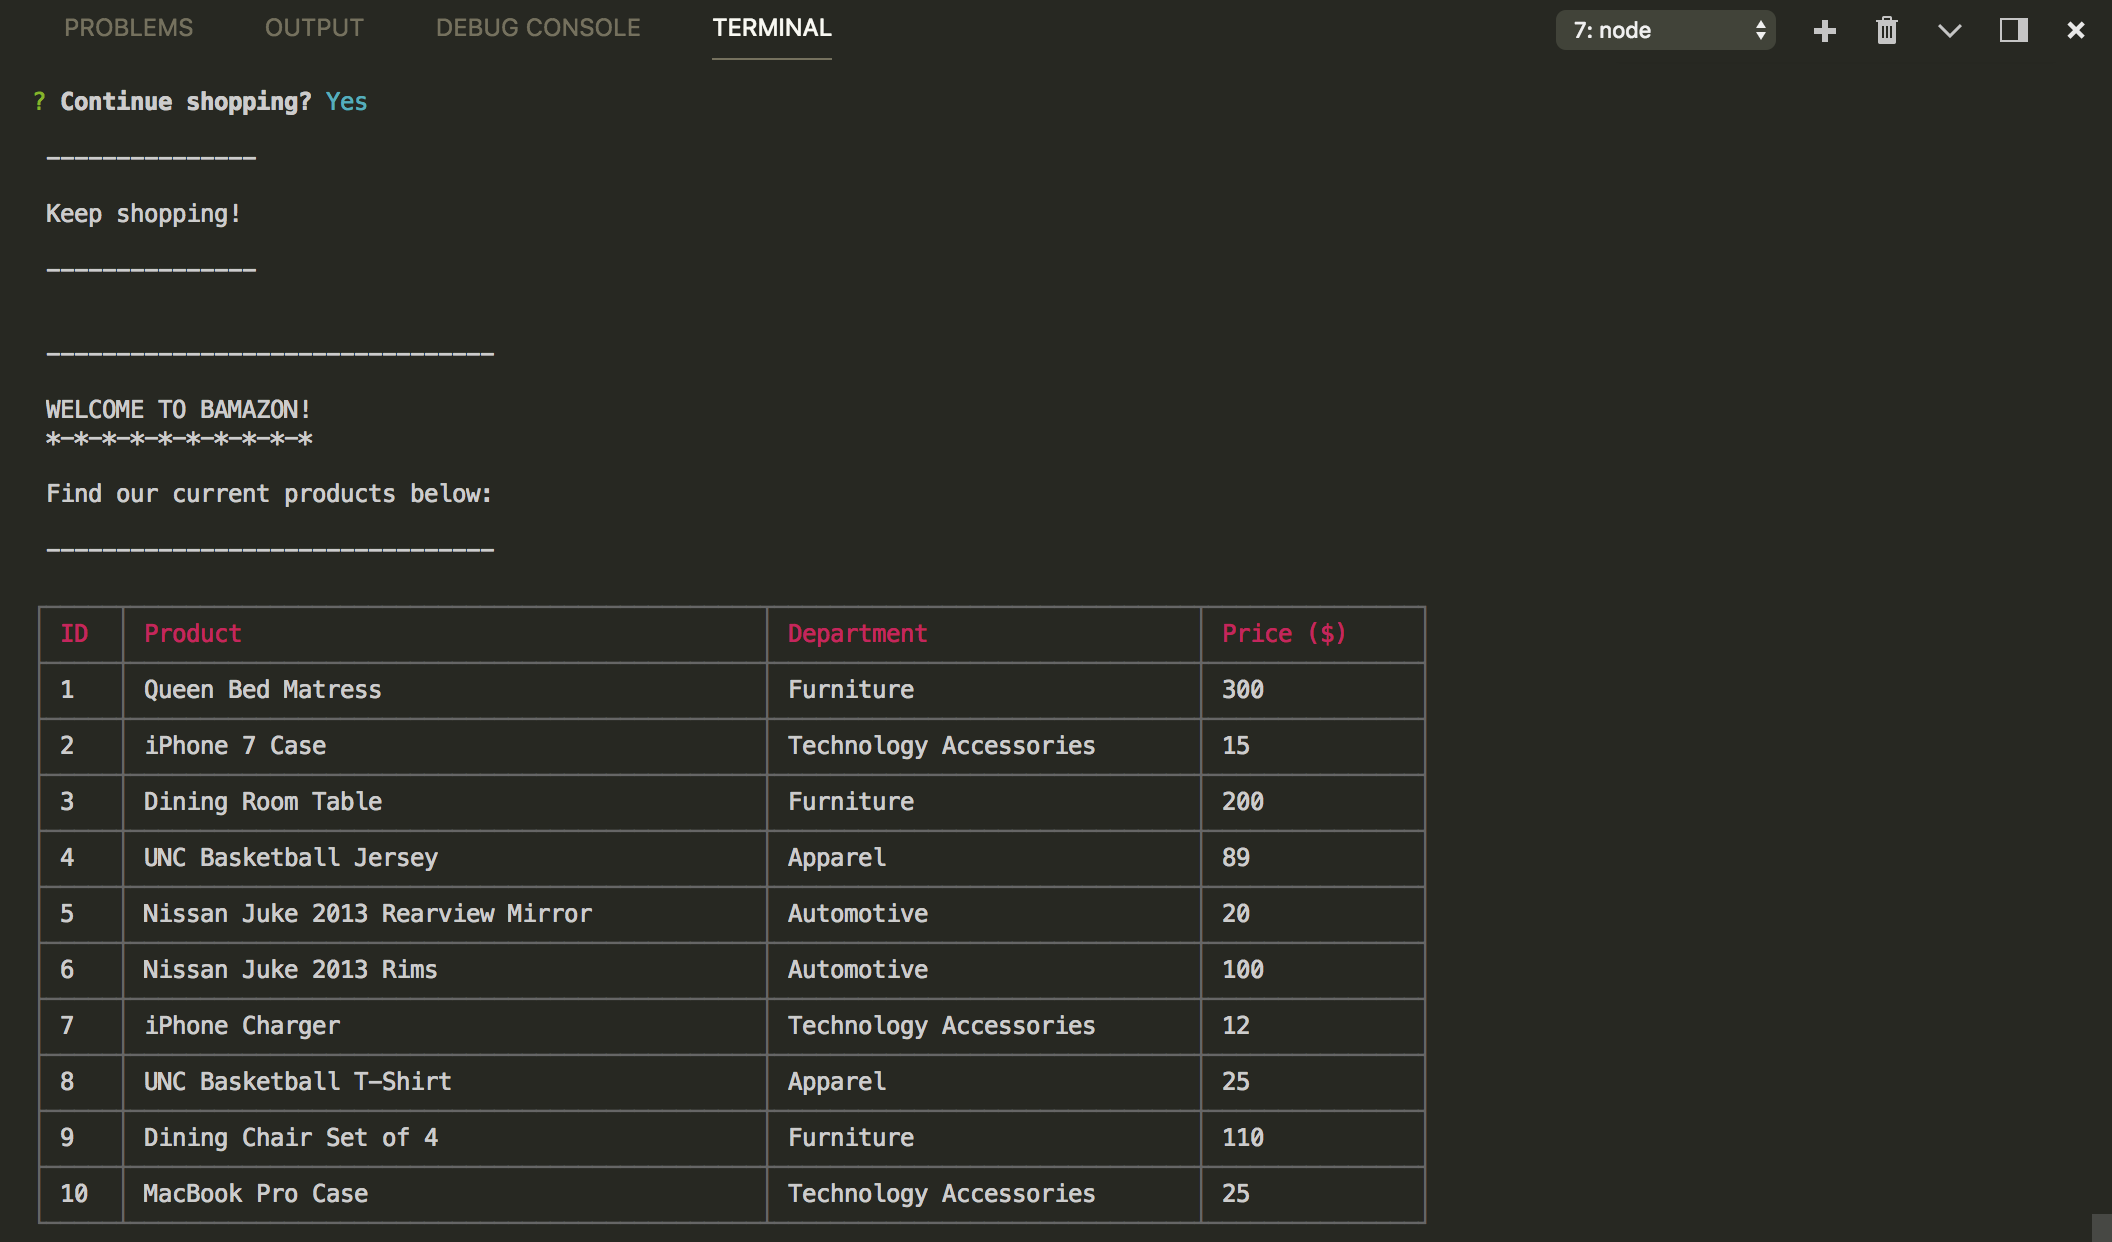 PROBLEMS OUTPUT DEBUG CONSOLE TERMINAL 7: node
? Continue shopping? Yes
---------------
Keep shopping!
---------------
--------------------------------
WELCOME TO BAMAZON!
*-*-*-*-*-*-*-*-*-*
Find our current products below:
--------------------------------
ID Product Department Price ($)
1 Queen Bed Matress Furniture 300
2 iPhone 7 Case Technology Accessories 15
3 Dining Room Table Furniture 200
4 UNC Basketball Jersey Apparel 89
5 Nissan Juke 2013 Rearview Mirror Automotive 20
6 Nissan Juke 2013 Rims Automotive 100
7 iPhone Charger Technology Accessories 12
8 UNC Basketball T-Shirt Apparel 25
9 Dining Chair Set of 4 Furniture 110
10 MacBook Pro Case Technology Accessories 25